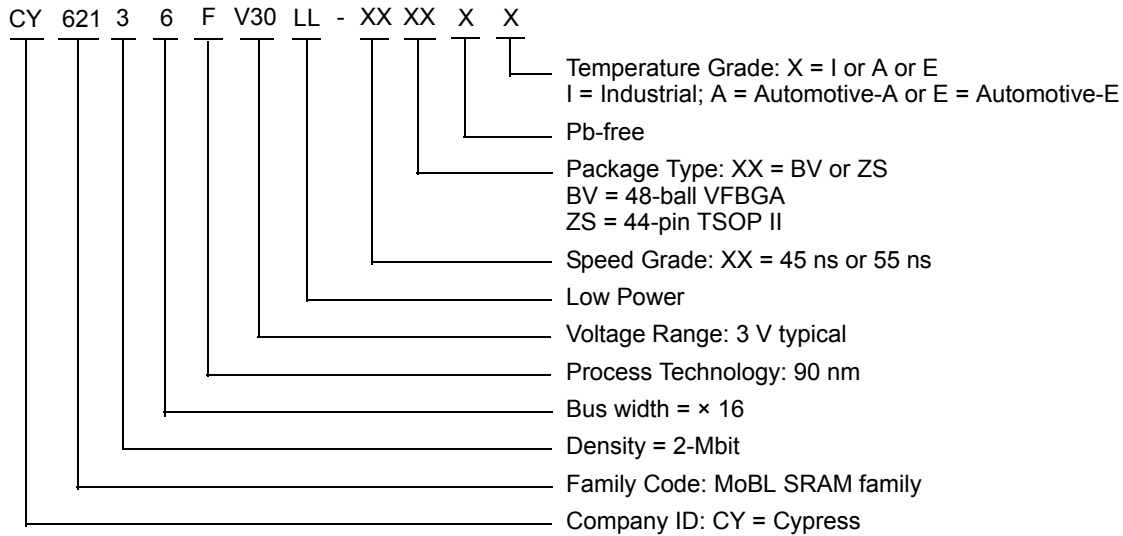 CY 621 3 6 F V30 LL - XX XX X X
Temperature Grade: X = I or A or E
I = Industrial; A = Automotive-A or E = Automotive-E
Pb-free
Package Type: XX = BV or ZS
BV = 48-ball VFBGA
ZS = 44-pin TSOP II
Speed Grade: XX = 45 ns or 55 ns
Low Power
Voltage Range: 3 V typical
Process Technology: 90 nm
Bus width = × 16
Density = 2-Mbit
Family Code: MoBL SRAM family
Company ID: CY = Cypress